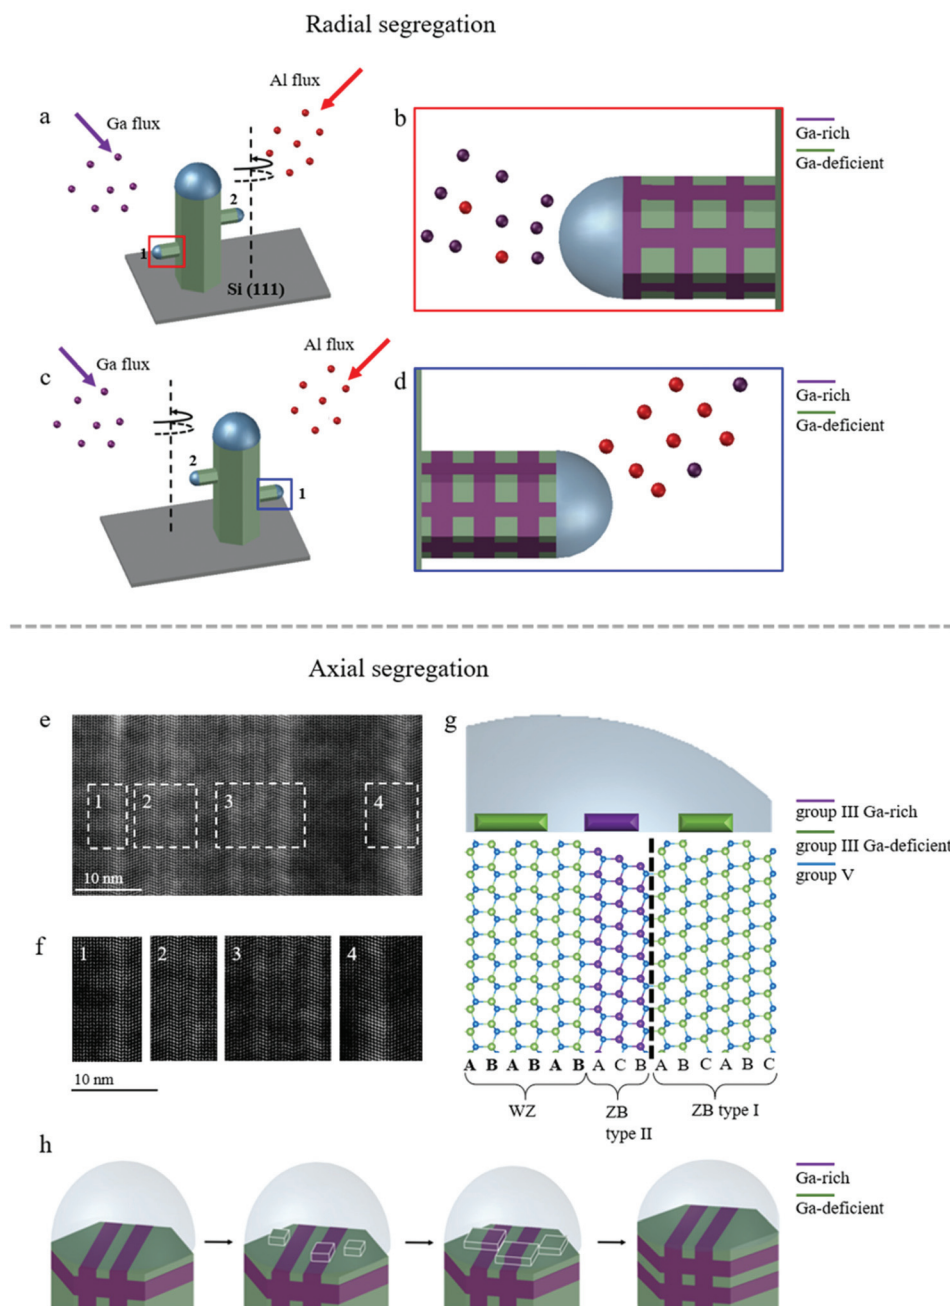 Radial segregation
a
Ga flux
Al flux
2
1
Si (111)
b
Ga-rich
Ga-deficient
c
Ga flux
Al flux
2
1
d
Ga-rich
Ga-deficient
Axial segregation
e
1
2
3
4
10 nm
f
1
2
3
4
10 nm
g
group III Ga-rich
group III Ga-deficient
group V
A B A B A B A C B A B C A B C
WZ
ZB
type II
ZB type I
h
Ga-rich
Ga-deficient